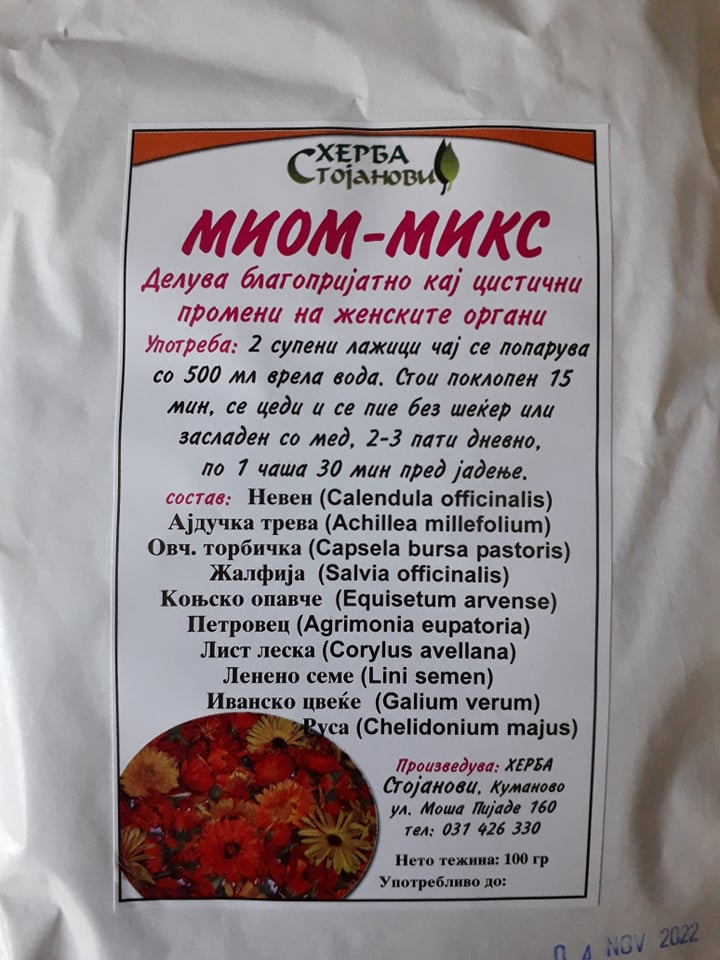 ХЕРБА
СТОЈАНОВИ
МИОМ-МИКС
Делува благопријатно кај цистични
промени на женските органи
Употреба: 2 супени лажици чај се попарува
со 500 мл врела вода. Стои поклопен 15
мин, се цеди и се пие без шеќер или
засладен со мед, 2-3 пати дневно,
по 1 чаша 30 мин пред јадење.
состав: Невен (Calendula officinalis)
Ајдучка трева (Achillea millefolium)
Овч. торбичка (Capsela bursa pastoris)
Жалфија (Salvia officinalis)
Коњско опавче (Equisetum arvense)
Петровец (Agrimonia eupatoria)
Лист леска (Corylus avellana)
Ленено семе (Lini semen)
Иванско цвеќе (Galium verum)
Руса (Chelidonium majus)
Произведува: ХЕРБА
Стојанови, Куманово
ул. Моша Пијаде 160
тел: 031 426 330
Нето тежина: 100 гр
Употребливо до:
04 NOV 2022